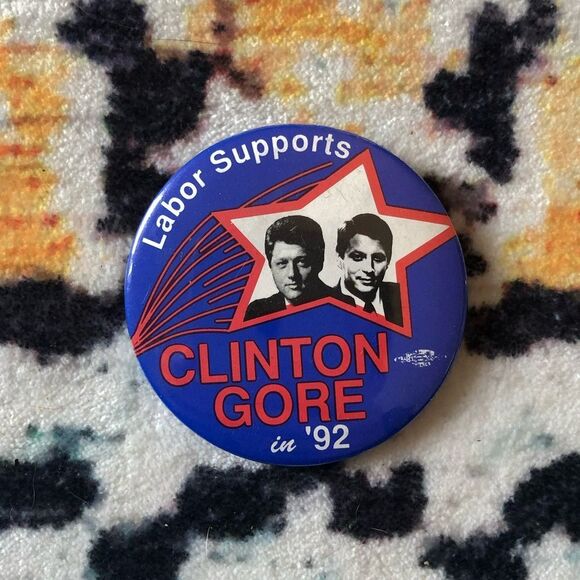 Labor Supports
CLINTON
GORE
in '92